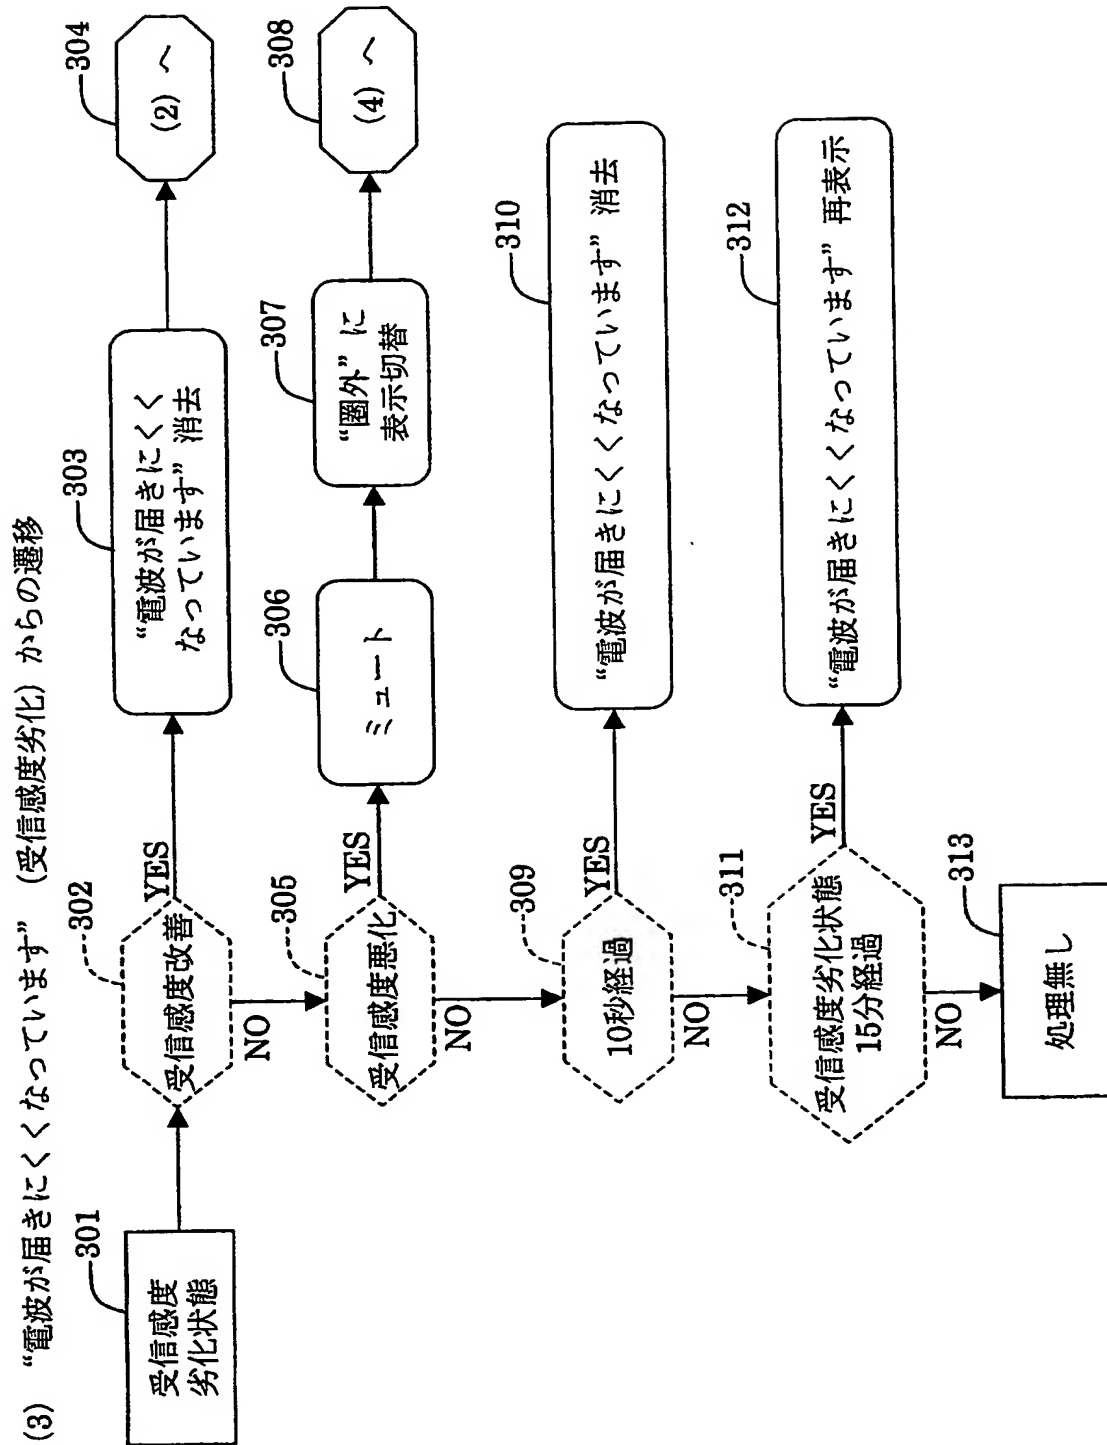 (3) “電波が届きにくくなっています” (受信感度劣化) からの遷移
301
受信感度
劣化状態
302
受信感度改善
YES
NO
303
“電波が届きにくく
なっています” 消去
304
(2) へ
305
受信感度悪化
YES
NO
306
ミュート
307
“圏外” に
表示切替
308
(4) へ
309
10秒経過
YES
NO
310
“電波が届きにくくなっています” 消去
311
受信感度劣化状態
15分経過
YES
NO
312
“電波が届きにくくなっています” 再表示
313
処理無し